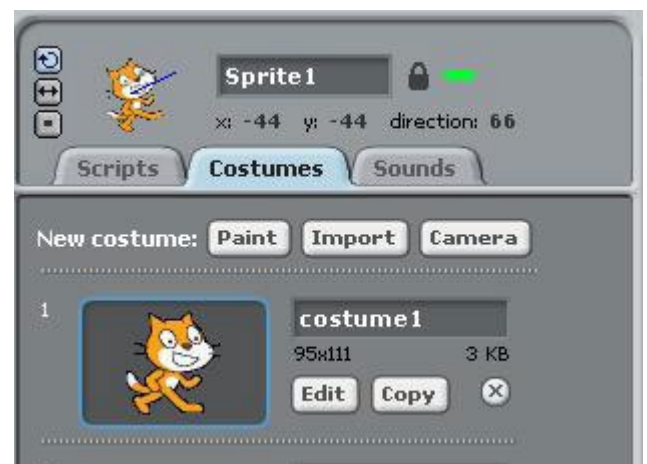 Sprite1
x: -44 y: -44 direction: 66
Scripts Costumes Sounds
New costume: Paint Import Camera
1
costume1
95x111 3 KB
Edit Copy